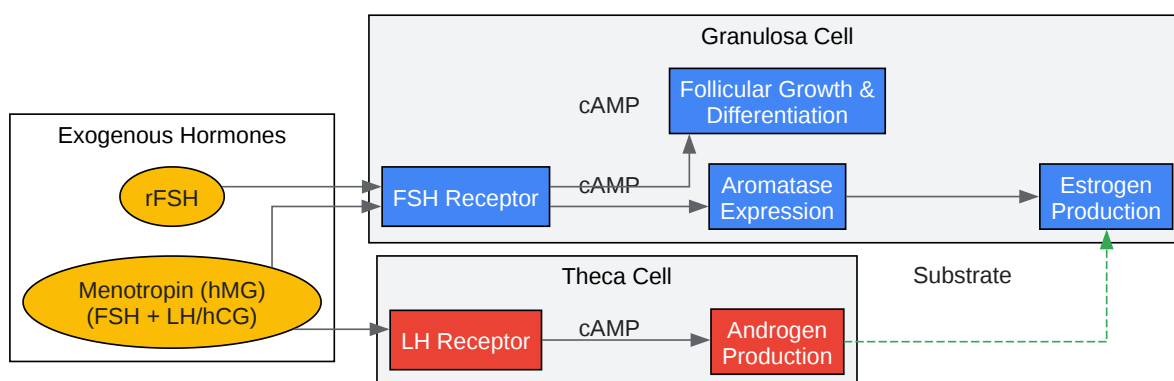 Granulosa Cell
cAMP
Follicular Growth &
Differentiation
Exogenous Hormones
rFSH
FSH Receptor
cAMP
Aromatase
Expression
Estrogen
Production
Menotropin (hMG)
(FSH + LH/hCG)
Theca Cell
Substrate
LH Receptor
cAMP
Androgen
Production